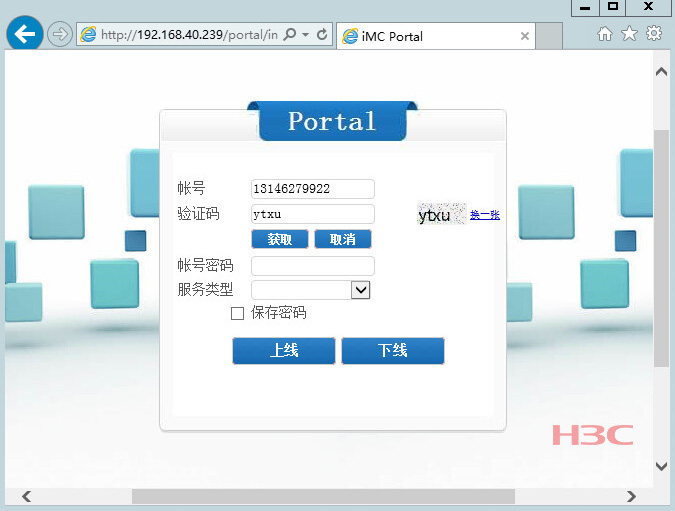 http://192.168.40.239/portal/in
iMC Portal
Portal
帐号 13146279922
验证码 ytxu ytxu 换一张
获取 取消
帐号密码
服务类型
保存密码
上线 下线
H3C